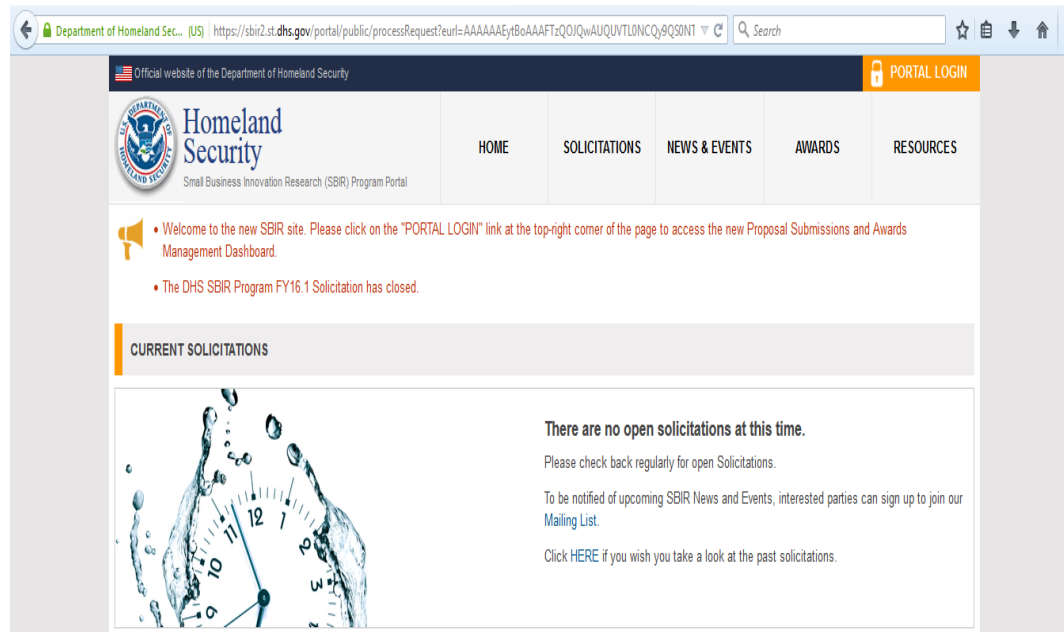 Department of Homeland Sec... (US) https://sbir2.st.dhs.gov/portal/public/processRequest?eurl=AAAAAAEytBoAAAFTzQOJQwAUQUVTL0NCQy9QS0N1 Search
Official website of the Department of Homeland Security PORTAL LOGIN
Homeland
Security
Small Business Innovation Research (SBIR) Program Portal
HOME SOLICITATIONS NEWS & EVENTS AWARDS RESOURCES
• Welcome to the new SBIR site. Please click on the "PORTAL LOGIN" link at the top-right corner of the page to access the new Proposal Submissions and Awards
Management Dashboard.
• The DHS SBIR Program FY16.1 Solicitation has closed.
CURRENT SOLICITATIONS
There are no open solicitations at this time.
Please check back regularly for open Solicitations.
To be notified of upcoming SBIR News and Events, interested parties can sign up to join our
Mailing List.
Click HERE if you wish you take a look at the past solicitations.
11 12 1
10 2
9 3